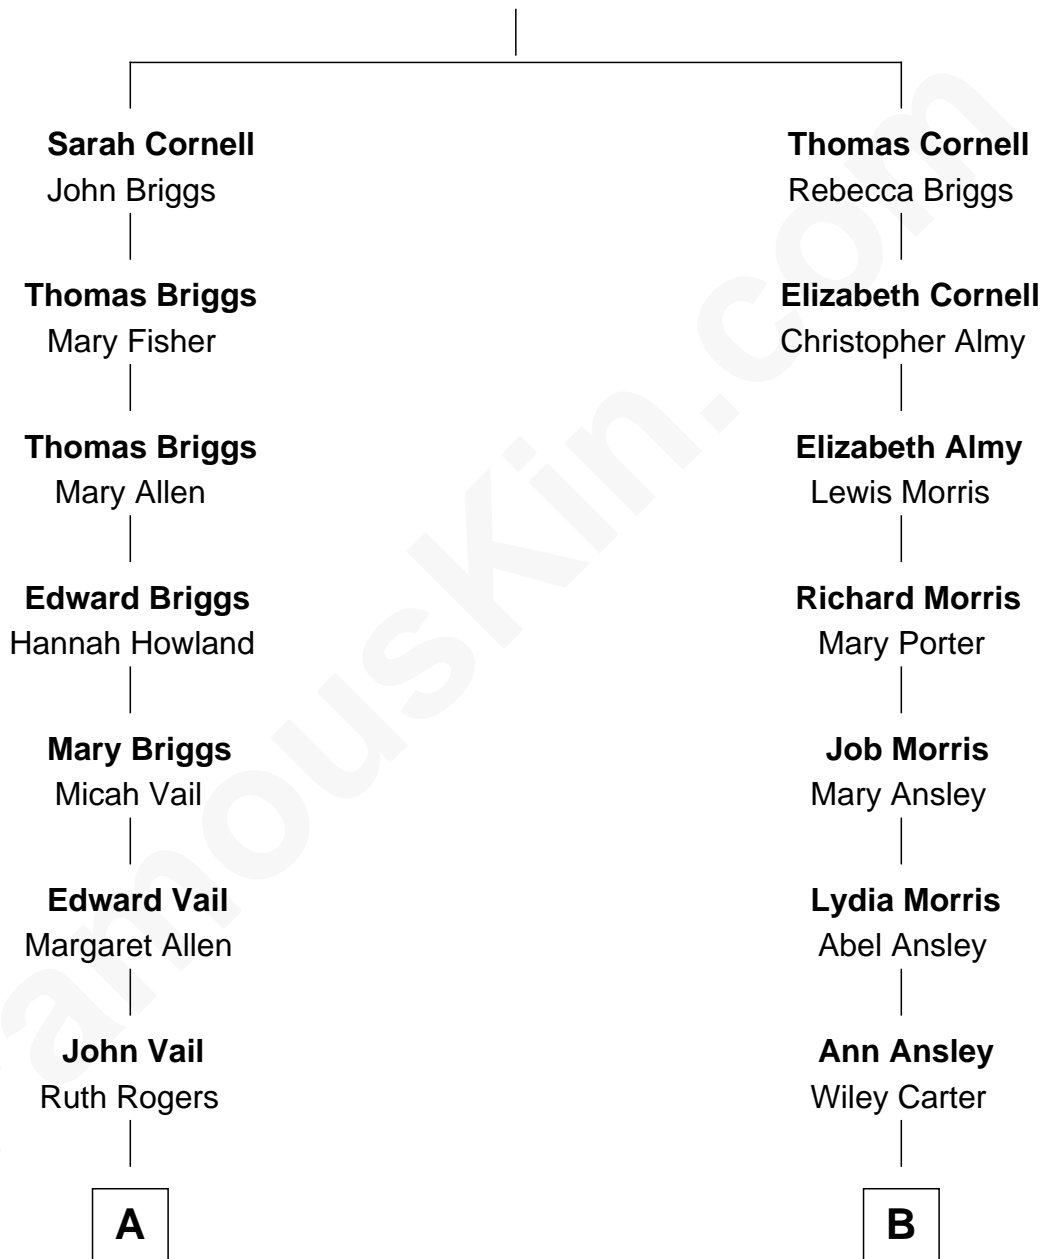 Sarah Cornell
John Briggs
Thomas Cornell
Rebecca Briggs
Thomas Briggs
Mary Fisher
Elizabeth Cornell
Christopher Almy
Thomas Briggs
Mary Allen
Elizabeth Almy
Lewis Morris
Edward Briggs
Hannah Howland
Richard Morris
Mary Porter
Mary Briggs
Micah Vail
Job Morris
Mary Ansley
Edward Vail
Margaret Allen
Lydia Morris
Abel Ansley
John Vail
Ruth Rogers
Ann Ansley
Wiley Carter
A
B
amousKin.com